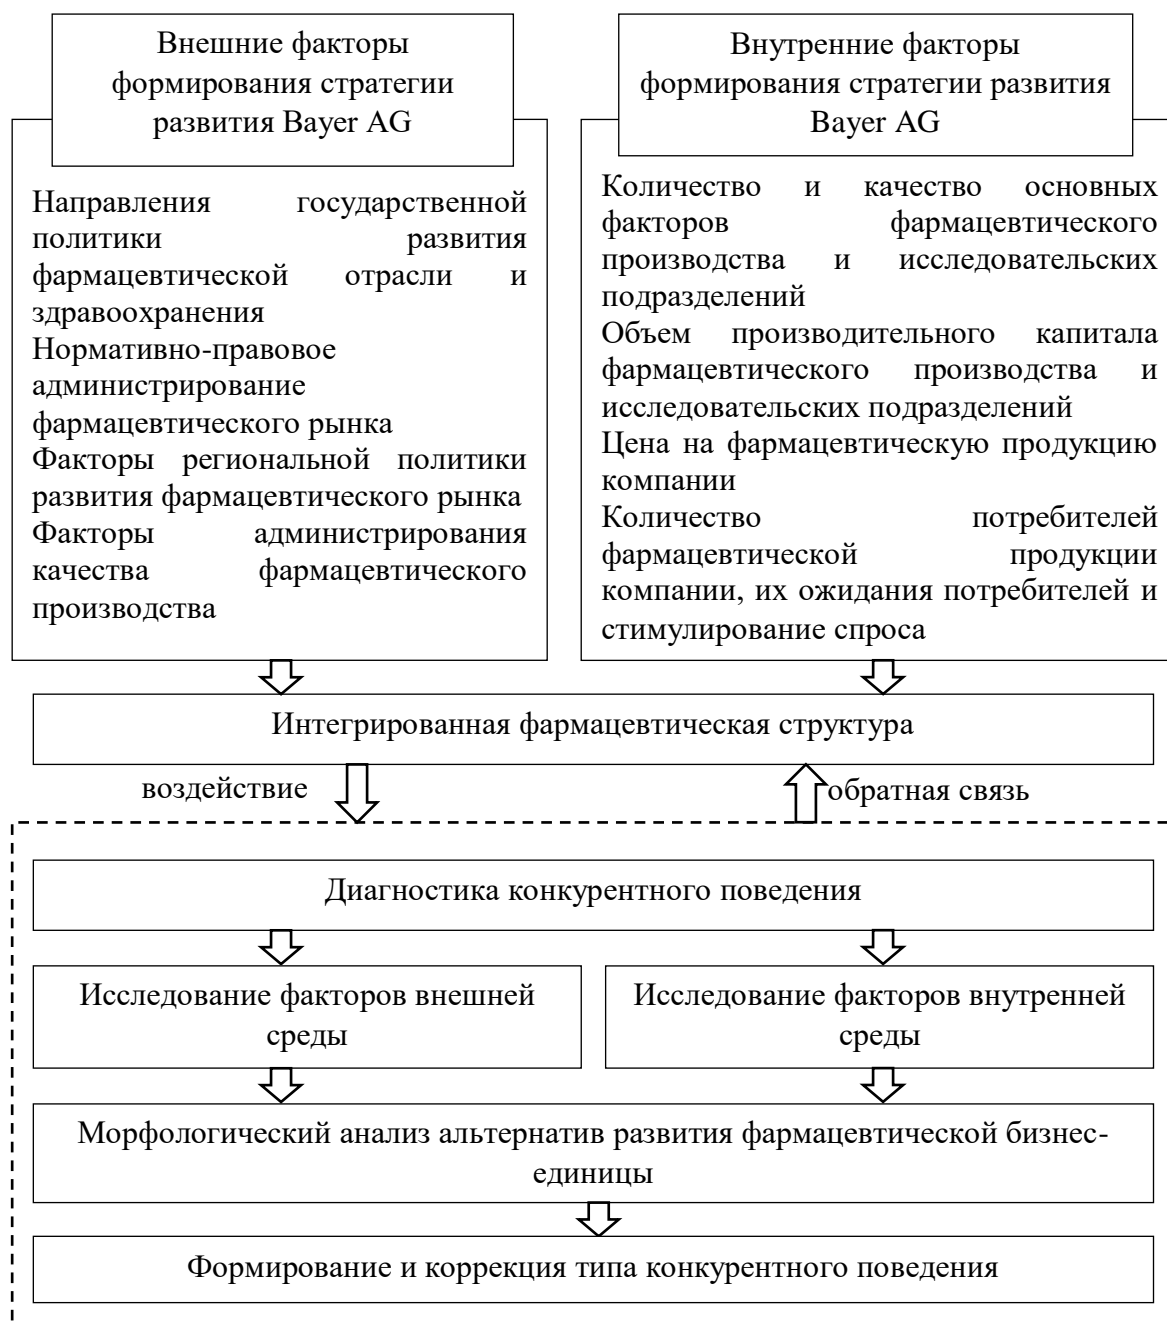 Внешние факторы
формирования стратегии
развития Bayer AG
Направления государственной
политики развития
фармацевтической отрасли и
здравоохранения
Нормативно-правовое
администрирование
фармацевтического рынка
Факторы региональной политики
развития фармацевтического рынка
Факторы администрирования
качества фармацевтического
производства
Внутренние факторы
формирования стратегии развития
Bayer AG
Количество и качество основных
факторов фармацевтического
производства и исследовательских
подразделений
Объем производительного капитала
фармацевтического производства и
исследовательских подразделений
Цена на фармацевтическую продукцию
компании
Количество потребителей
фармацевтической продукции
компании, их ожидания потребителей и
стимулирование спроса
Интегрированная фармацевтическая структура
воздействие
обратная связь
Диагностика конкурентного поведения
Исследование факторов внешней
среды
Исследование факторов внутренней
среды
Морфологический анализ альтернатив развития фармацевтической бизнес-
единицы
Формирование и коррекция типа конкурентного поведения